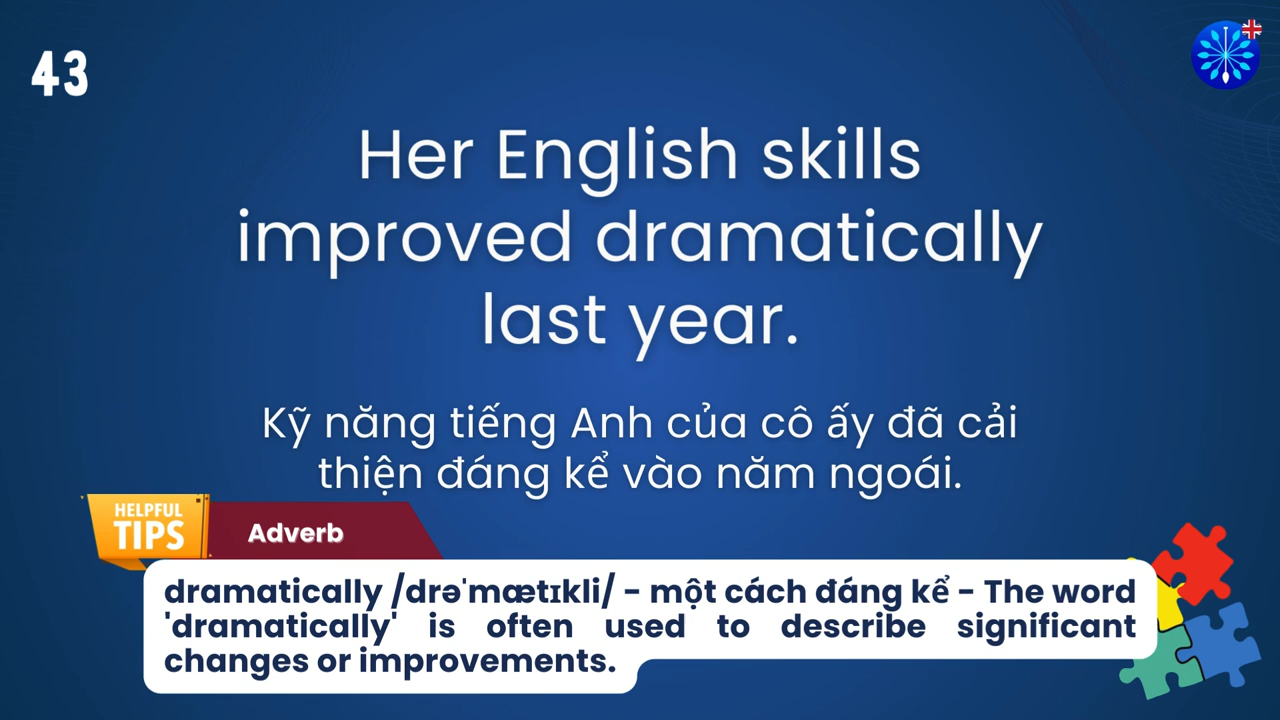 43
Her English skills
improved dramatically
last year.
Kỹ năng tiếng Anh của cô ấy đã cải
thiện đáng kể vào năm ngoái.
HELPFUL
TIPS
Adverb
dramatically /drəˈmætɪkli/ - một cách đáng kể - The word
'dramatically' is often used to describe significant
changes or improvements.